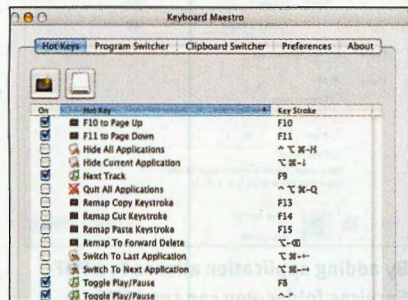 Keyboard Maestro
Hot Keys Program Switcher Clipboard Switcher Preferences About
On Hot Key Key Stroke
F10 to Page Up F10
F11 to Page Down F11
Hide All Applications ^⌥⌘-H
Hide Current Application ⌥⌘-↓
Next Track F9
Quit All Applications ^⌥⌘-Q
Remap Copy Keystroke F13
Remap Cut Keystroke F14
Remap Paste Keystroke F15
Remap To Forward Delete ⌥-⌫
Switch To Last Application ⌥⌘-←
Switch To Next Application ⌥⌘-→
Toggle Play/Pause F8
Toggle Play/Pause